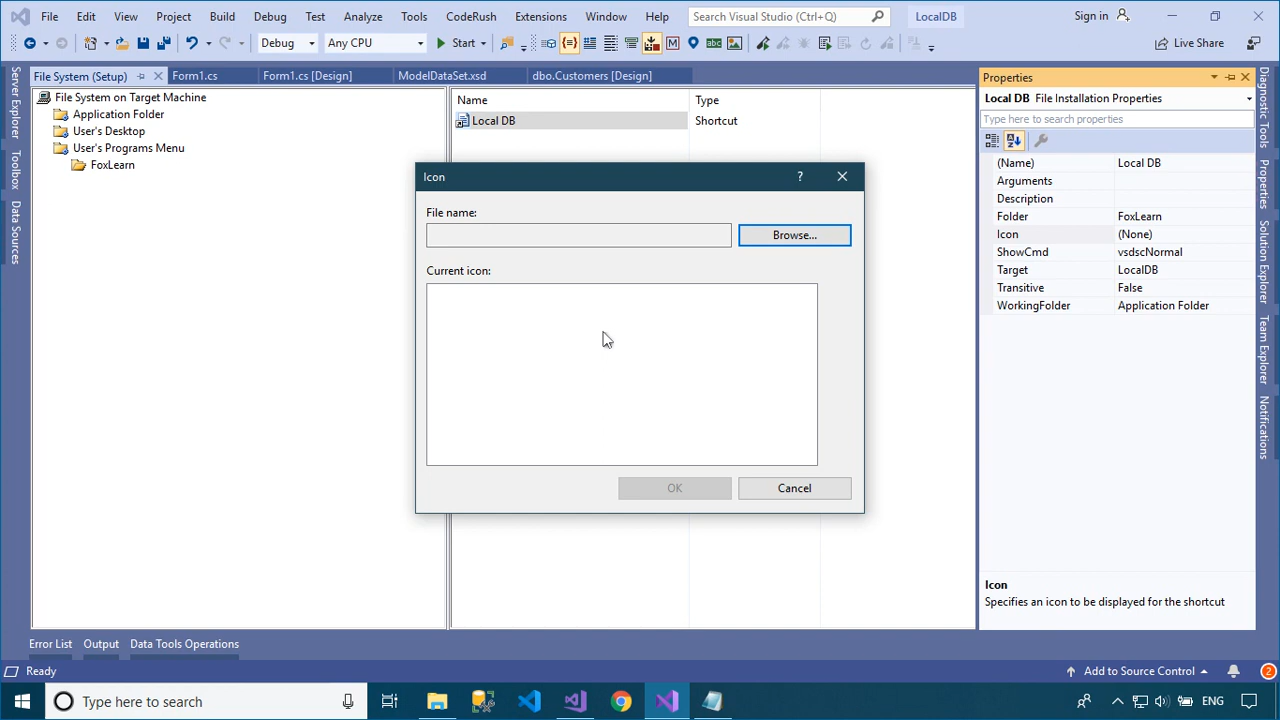 File Edit View Project Build Debug Test Analyze Tools CodeRush Extensions Window Help Search Visual Studio (Ctrl+Q) LocalDB Sign in
Debug Any CPU Start Live Share
File System (Setup) Form1.cs Form1.cs [Design] ModelDataSet.xsd dbo.Customers [Design]
Server Explorer
Toolbox
Data Sources
File System on Target Machine
Application Folder
User's Desktop
User's Programs Menu
FoxLearn
Name Type
Local DB Shortcut
Icon ?
File name:
Browse...
Current icon:
OK Cancel
Properties
Local DB File Installation Properties
Type here to search properties
(Name) Local DB
Arguments
Description
Folder FoxLearn
Icon (None)
ShowCmd vsdscNormal
Target LocalDB
Transitive False
WorkingFolder Application Folder
Icon
Specifies an icon to be displayed for the shortcut
Diagnostic Tools
Properties
Solution Explorer
Team Explorer
Notifications
Error List Output Data Tools Operations
Ready Add to Source Control 2
Type here to search ENG